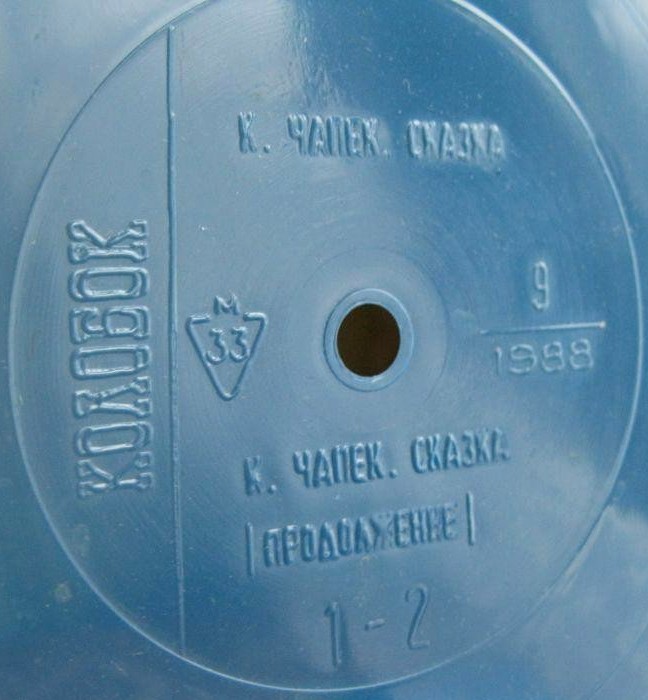 КОЛОБОК
К. ЧАПЕК. СКАЗКА
М
33
9
1988
К. ЧАПЕК. СКАЗКА
|ПРОДОЛЖЕНИЕ|
1-2